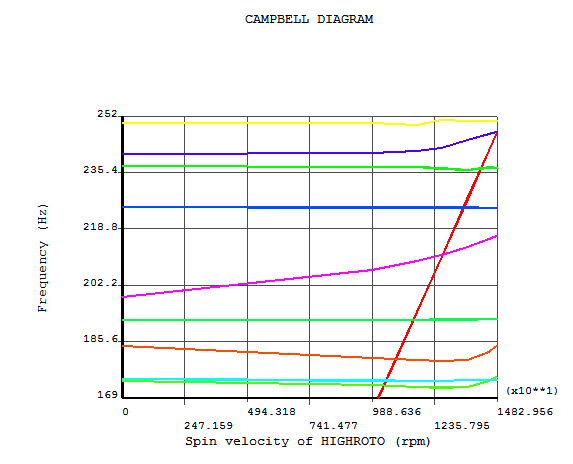 CAMPBELL DIAGRAM
252
235.4
218.8
202.2
185.6
169
Frequency (Hz)
(x10**1)
0 494.318 988.636 1482.956
247.159 741.477 1235.795
Spin velocity of HIGHROTO (rpm)